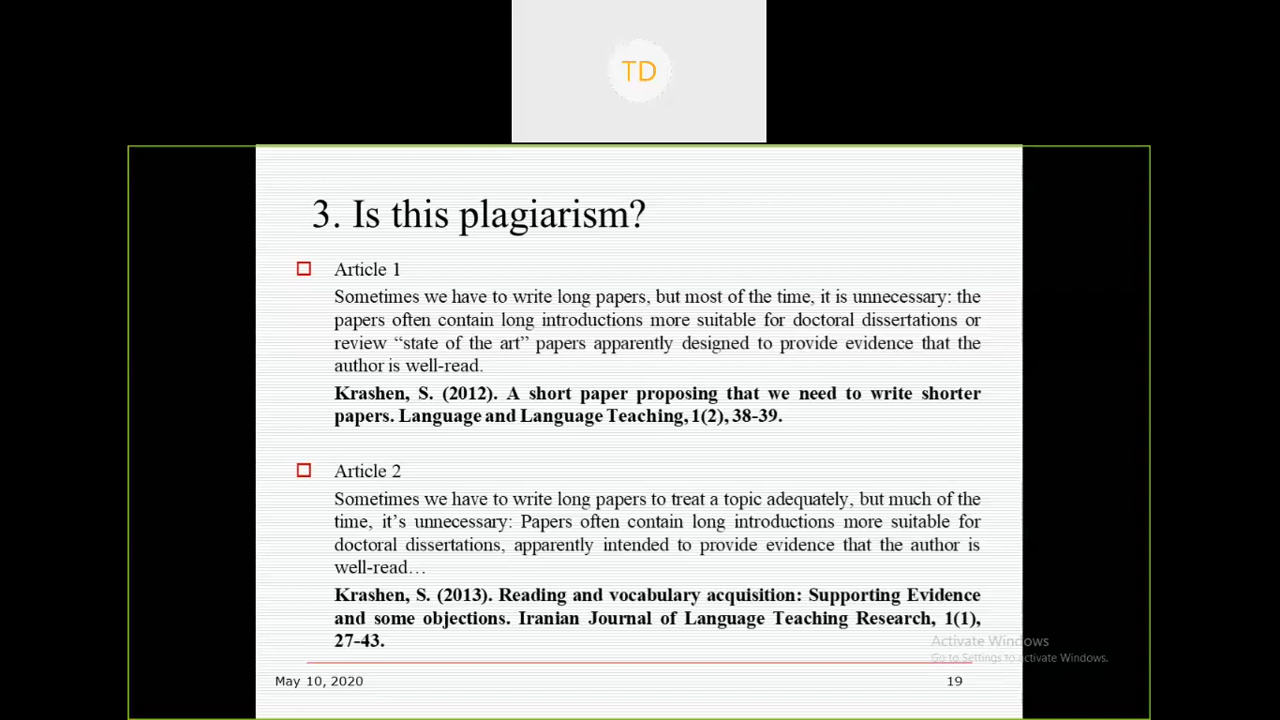 TD
3. Is this plagiarism?
Article 1
Sometimes we have to write long papers, but most of the time, it is unnecessary: the
papers often contain long introductions more suitable for doctoral dissertations or
review “state of the art” papers apparently designed to provide evidence that the
author is well-read.
Krashen, S. (2012). A short paper proposing that we need to write shorter
papers. Language and Language Teaching, 1(2), 38-39.
Article 2
Sometimes we have to write long papers to treat a topic adequately, but much of the
time, it’s unnecessary: Papers often contain long introductions more suitable for
doctoral dissertations, apparently intended to provide evidence that the author is
well-read…
Krashen, S. (2013). Reading and vocabulary acquisition: Supporting Evidence
and some objections. Iranian Journal of Language Teaching Research, 1(1),
27-43.
Activate Windows
Go to Settings to activate Windows.
May 10, 2020
19